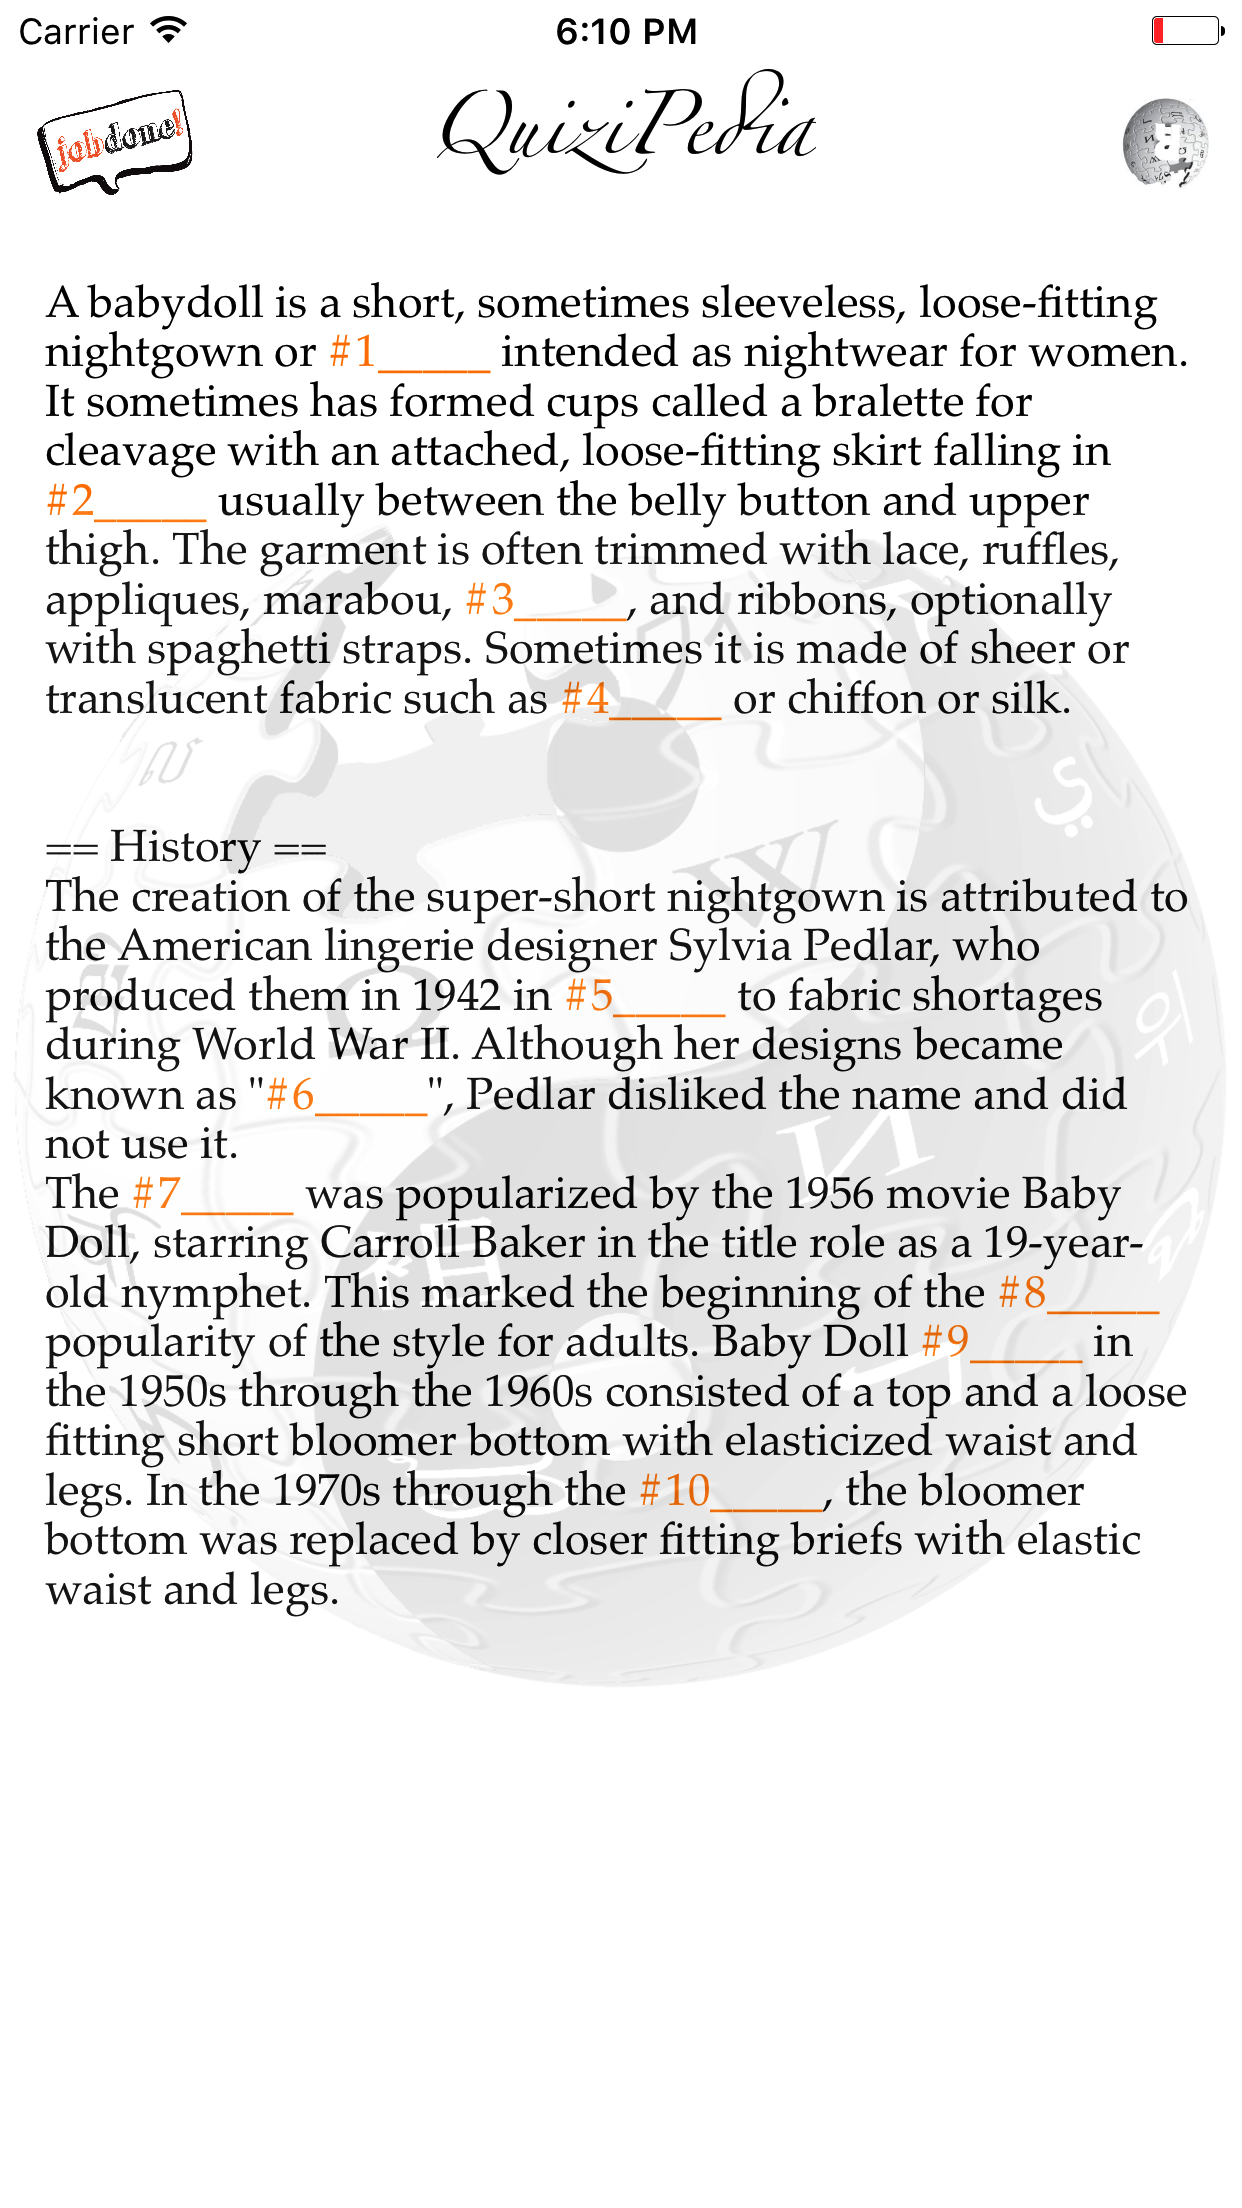 Carrier 6:10 PM
jobdone!
QuiziPedia
A babydoll is a short, sometimes sleeveless, loose-fitting
nightgown or #1_____ intended as nightwear for women.
It sometimes has formed cups called a bralette for
cleavage with an attached, loose-fitting skirt falling in
#2_____ usually between the belly button and upper
thigh. The garment is often trimmed with lace, ruffles,
appliques, marabou, #3_____, and ribbons, optionally
with spaghetti straps. Sometimes it is made of sheer or
translucent fabric such as #4_____ or chiffon or silk.
== History ==
The creation of the super-short nightgown is attributed to
the American lingerie designer Sylvia Pedlar, who
produced them in 1942 in #5_____ to fabric shortages
during World War II. Although her designs became
known as "#6_____", Pedlar disliked the name and did
not use it.
The #7_____ was popularized by the 1956 movie Baby
Doll, starring Carroll Baker in the title role as a 19-year-
old nymphet. This marked the beginning of the #8_____
popularity of the style for adults. Baby Doll #9_____ in
the 1950s through the 1960s consisted of a top and a loose
fitting short bloomer bottom with elasticized waist and
legs. In the 1970s through the #10_____, the bloomer
bottom was replaced by closer fitting briefs with elastic
waist and legs.